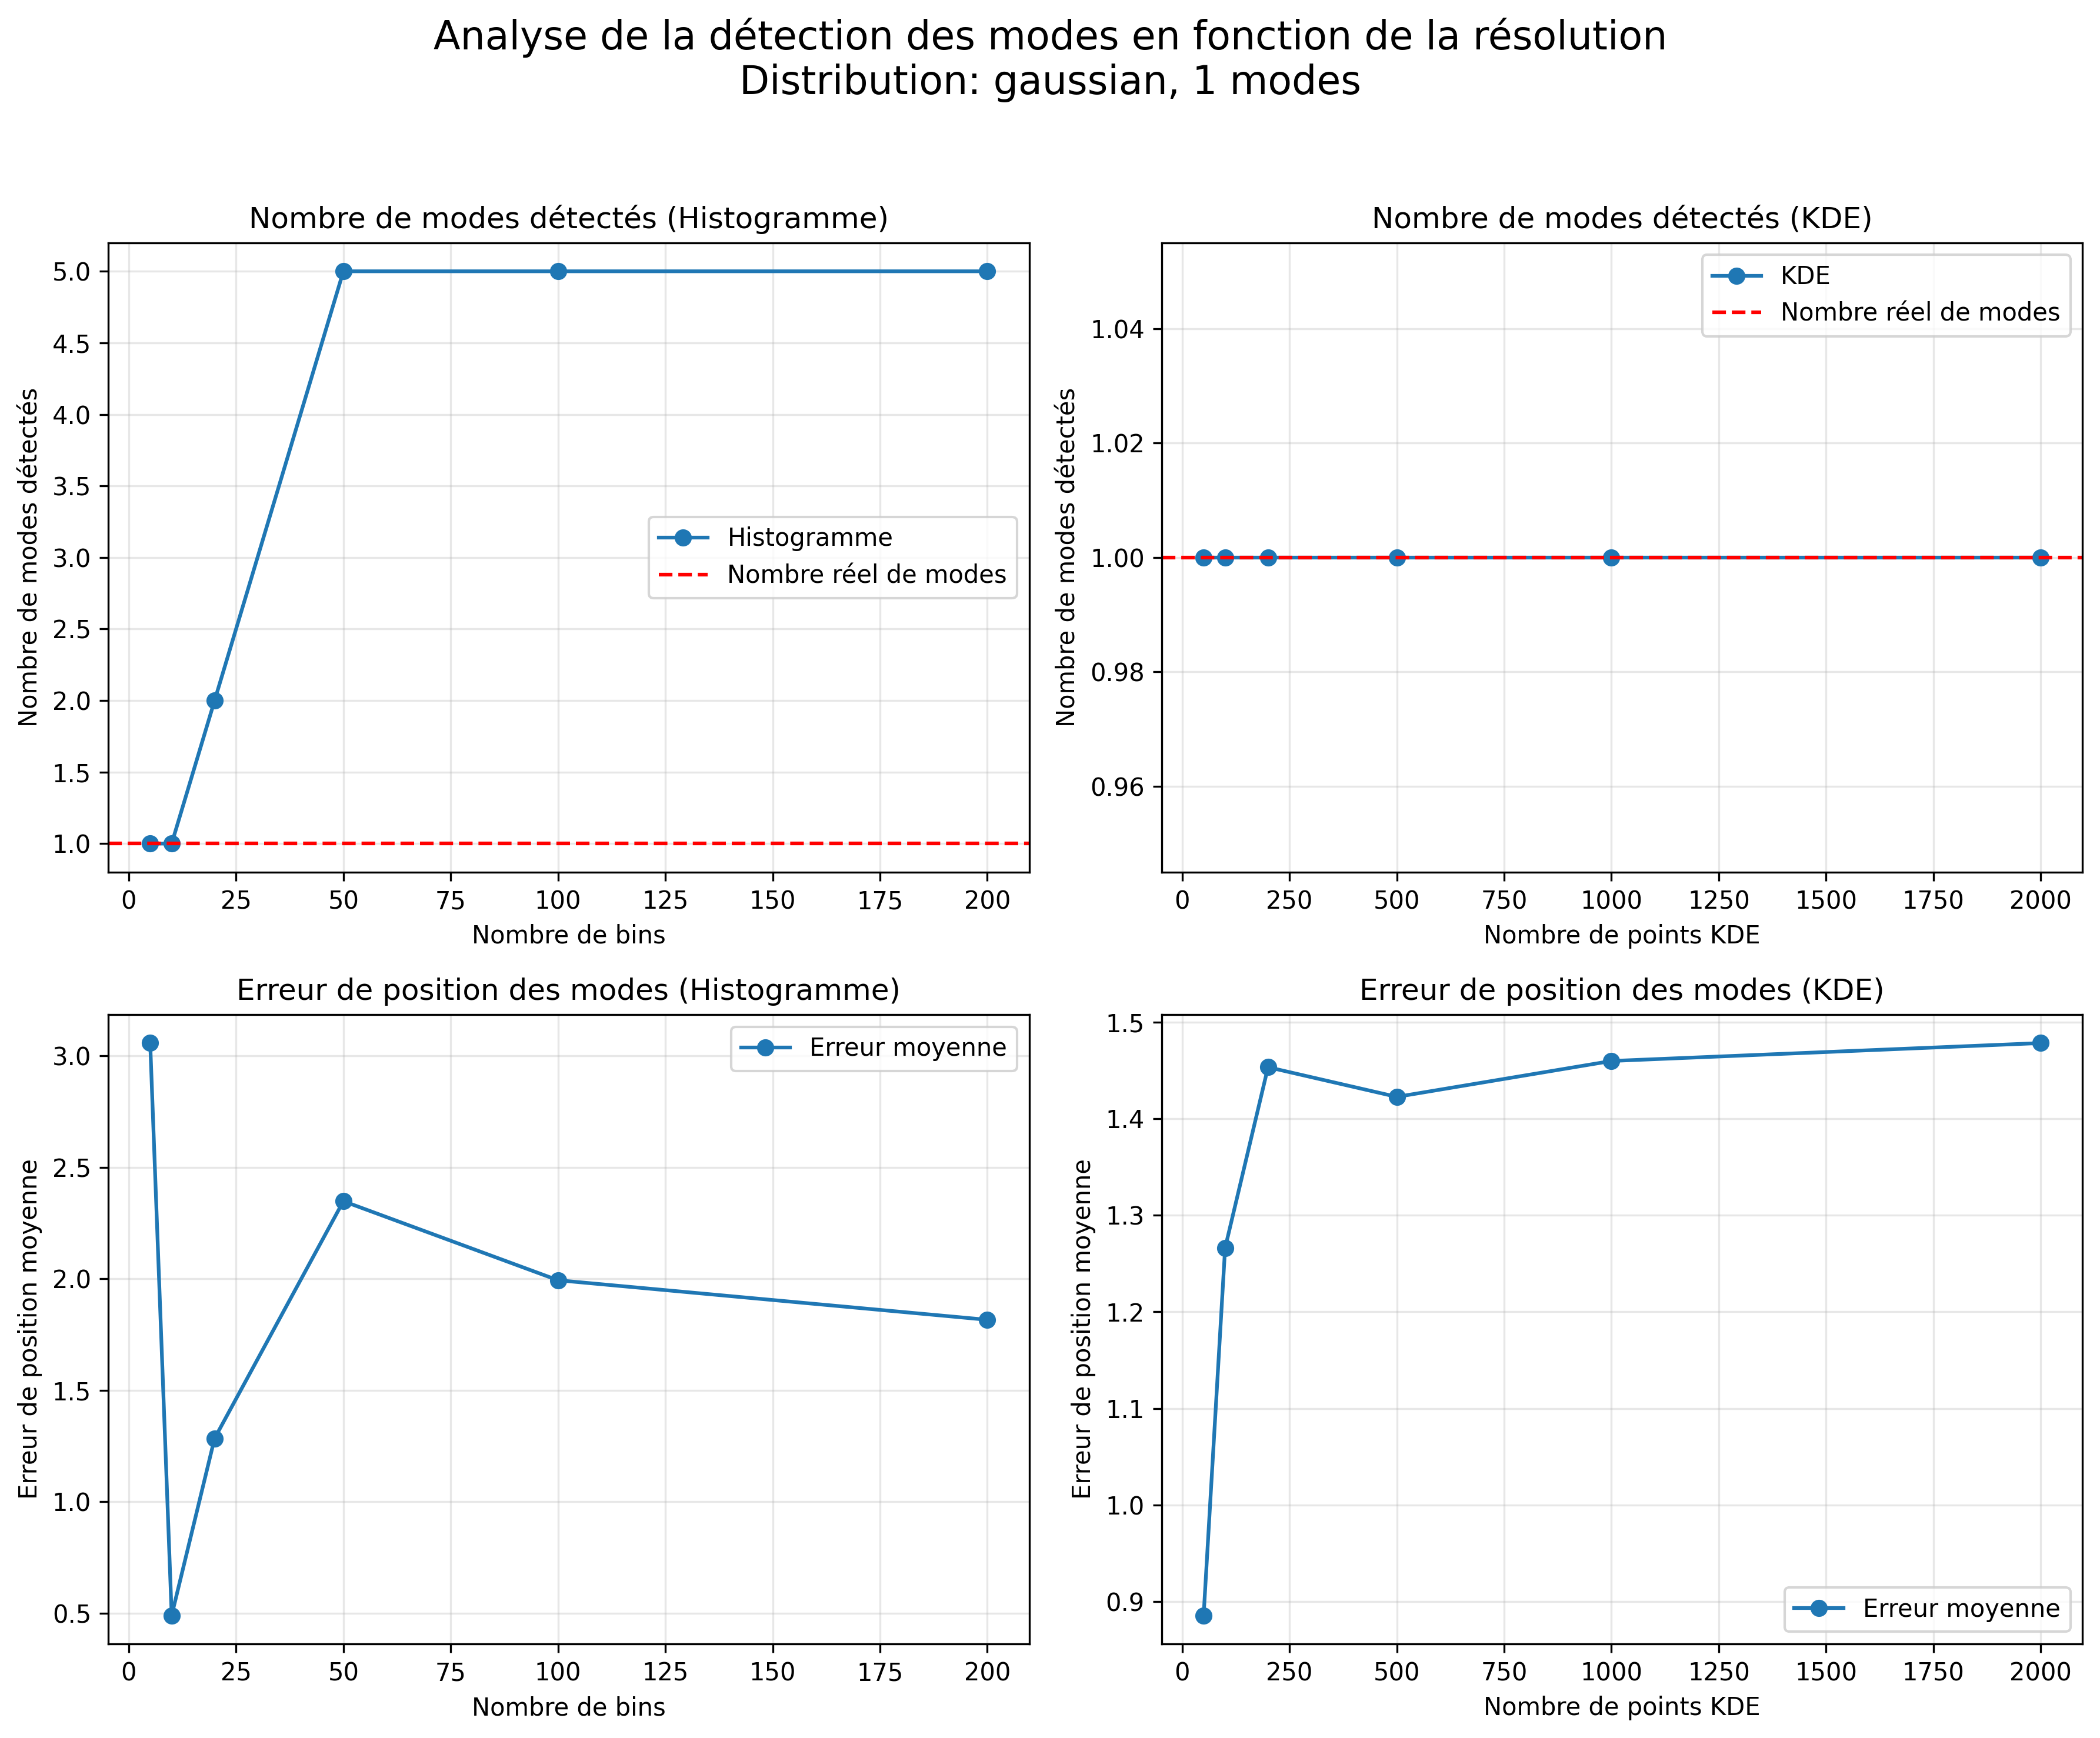 Analyse de la détection des modes en fonction de la résolution
Distribution: gaussian, 1 modes
Nombre de modes détectés (Histogramme)
Nombre de modes détectés
5.0
4.5
4.0
3.5
3.0
2.5
2.0
1.5
1.0
Histogramme
Nombre réel de modes
0 25 50 75 100 125 150 175 200
Nombre de bins
Nombre de modes détectés (KDE)
Nombre de modes détectés
1.04
1.02
1.00
0.98
0.96
KDE
Nombre réel de modes
0 250 500 750 1000 1250 1500 1750 2000
Nombre de points KDE
Erreur de position des modes (Histogramme)
Erreur de position moyenne
3.0
2.5
2.0
1.5
1.0
0.5
Erreur moyenne
0 25 50 75 100 125 150 175 200
Nombre de bins
Erreur de position des modes (KDE)
Erreur de position moyenne
1.5
1.4
1.3
1.2
1.1
1.0
0.9
Erreur moyenne
0 250 500 750 1000 1250 1500 1750 2000
Nombre de points KDE